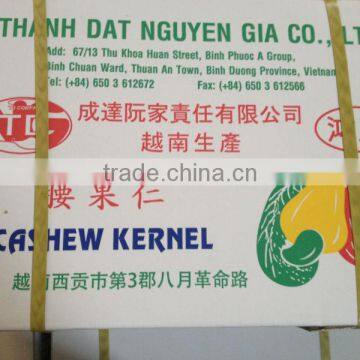 THANH DAT NGUYEN GIA CO., LT
Add: 67/13 Thu Khoa Huan Street, Binh Phuoc A Group,
Binh Chuan Ward, Thuan An Town, Binh Duong Province, Vietnam
Tel: (+84) 650 3 612672 Fax: (+84) 650 3 612566
成達阮家責任有限公司
越南生產
trade.china.cn
腰果仁
CASHEW KERNEL
越南西貢市第3郡八月革命路